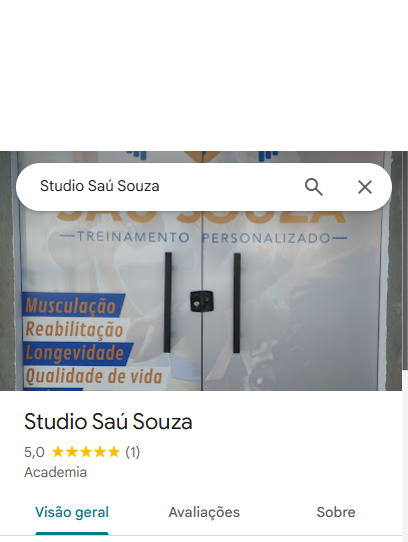 Studio Saú Souza
SAÚ SOUZA
TREINAMENTO PERSONALIZADO
Musculação
Reabilitação
Longevidade
Qualidade de vida
Studio Saú Souza
5,0 ★★★★★ (1)
Academia
Visão geral Avaliações Sobre